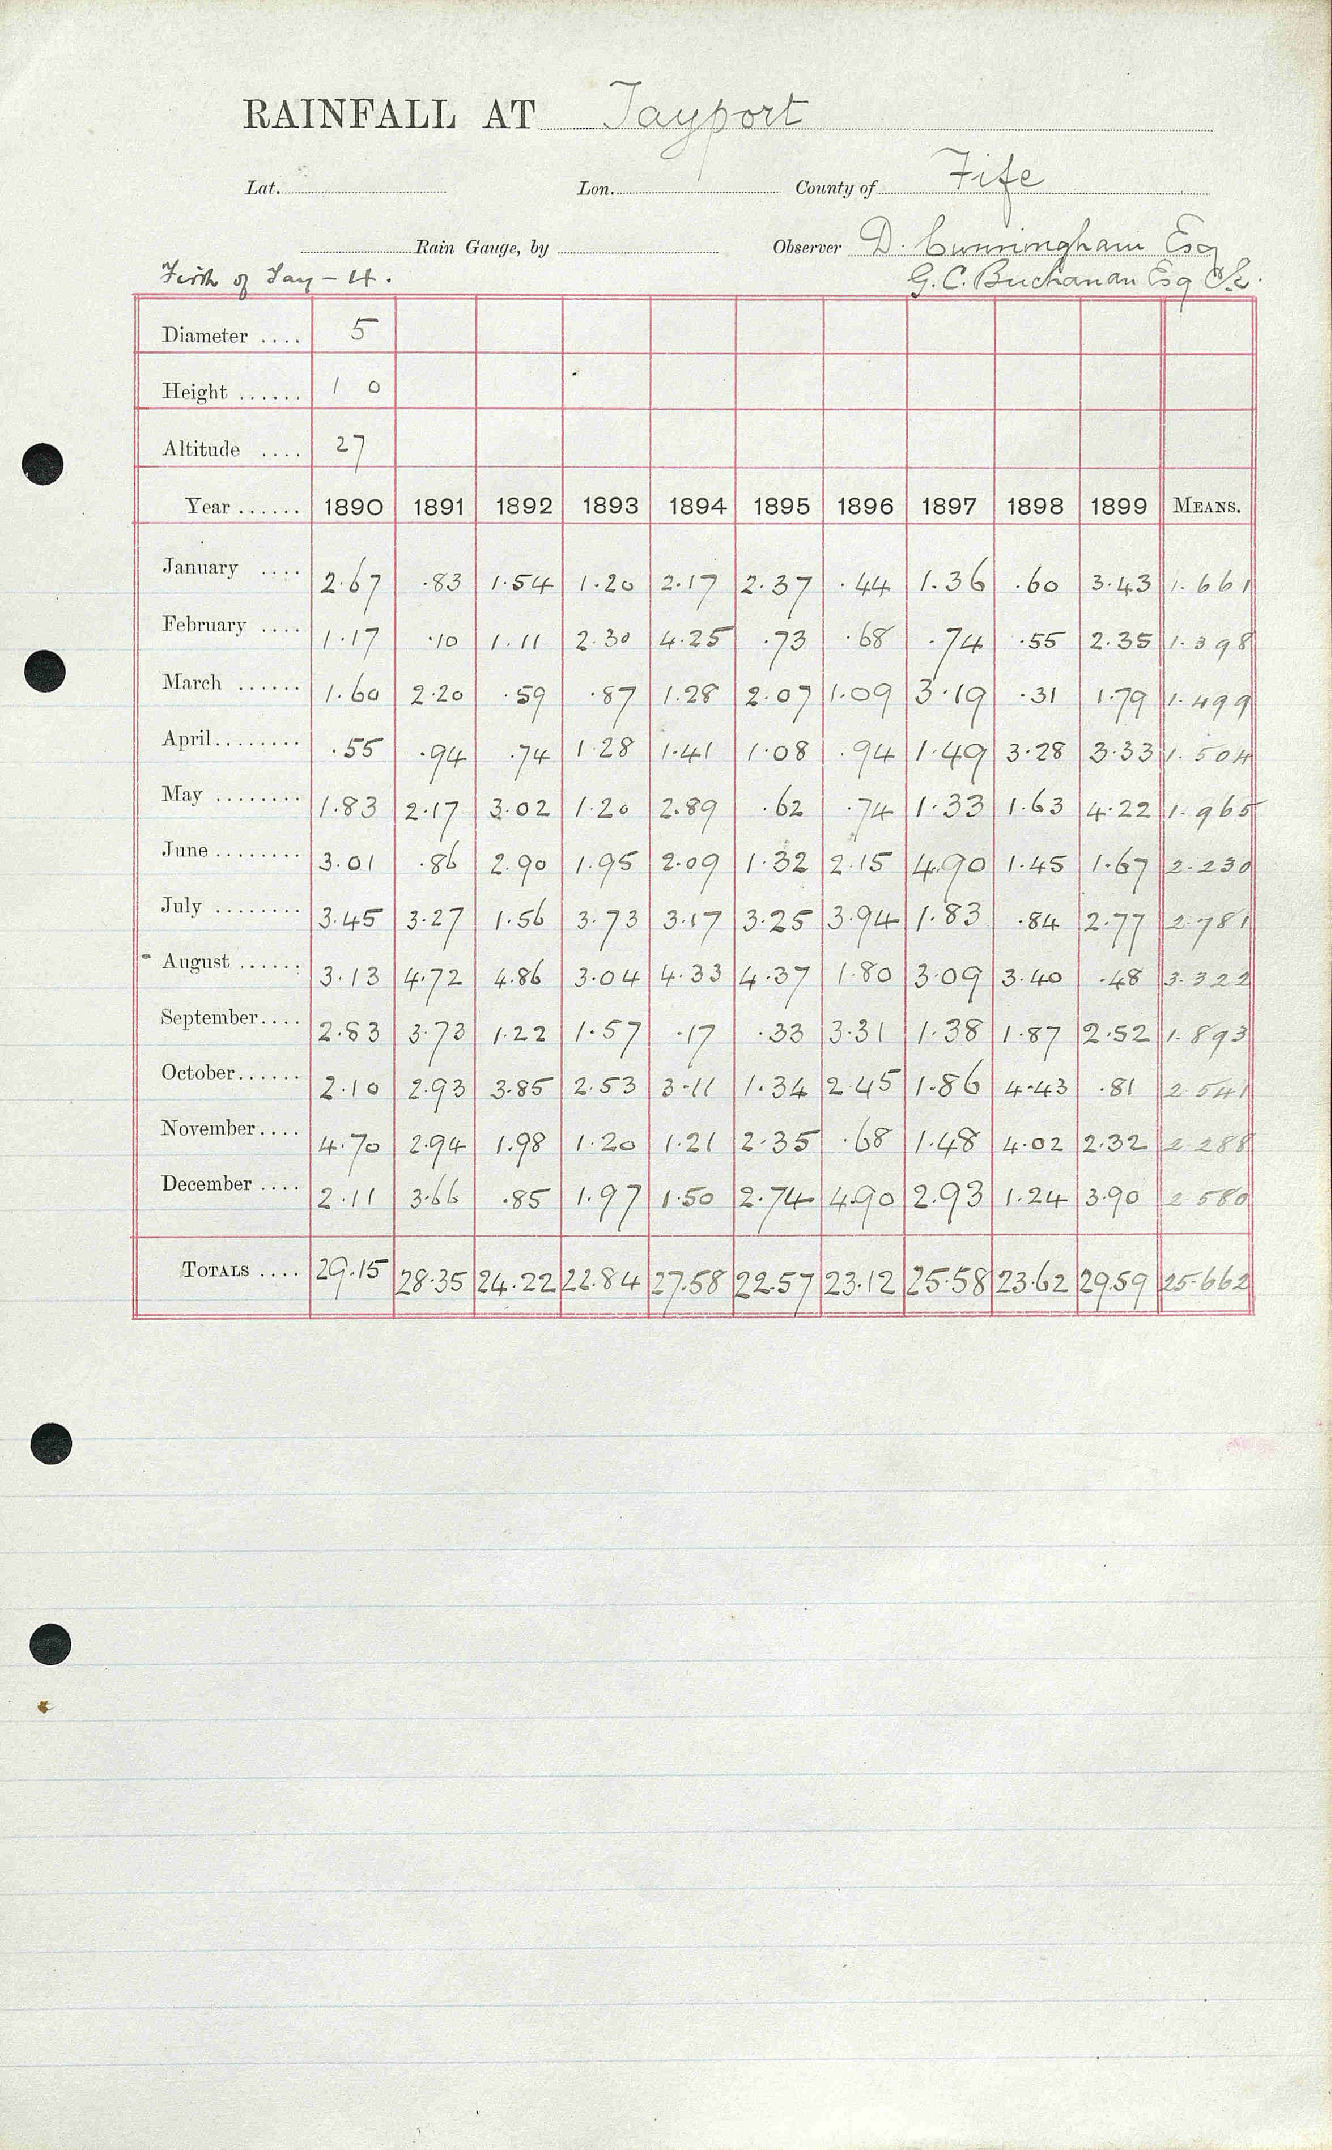 RAINFALL AT Tayport
Lat. Lon. County of Fife
Rain Gauge, by Observer D. Cunningham Esq
Firth of Tay – 4. G. C. Buchanan Esq
Diameter .... 5
Height ...... 1 0
Altitude .... 27
Year ...... 1890 1891 1892 1893 1894 1895 1896 1897 1898 1899 MEANS.
January .... 2.67 .83 1.54 1.20 2.17 2.37 .44 1.36 .60 3.43 1.661
February .... 1.17 .10 1.11 2.30 4.25 .73 .68 .74 .55 2.35 1.398
March ...... 1.60 2.20 .59 .87 1.28 2.07 1.09 3.19 .31 1.79 1.499
April........ .55 .94 .74 1.28 1.41 1.08 .94 1.49 3.28 3.33 1.504
May ........ 1.83 2.17 3.02 1.20 2.89 .62 .74 1.33 1.63 4.22 1.965
June ........ 3.01 .86 2.90 1.95 2.09 1.32 2.15 4.90 1.45 1.67 2.230
July ........ 3.45 3.27 1.56 3.73 3.17 3.25 3.94 1.83 .84 2.77 2.781
August ...... 3.13 4.72 4.86 3.04 4.33 4.37 1.80 3.09 3.40 .48 3.322
September.... 2.83 3.73 1.22 1.57 .17 .33 3.31 1.38 1.87 2.52 1.893
October...... 2.10 2.93 3.85 2.53 3.11 1.34 2.45 1.86 4.43 .81 2.541
November.... 4.70 2.94 1.98 1.20 1.21 2.35 .68 1.48 4.02 2.32 2.288
December .... 2.11 3.66 .85 1.97 1.50 2.74 4.90 2.93 1.24 3.90 2.580
TOTALS .... 29.15 28.35 24.22 22.84 27.58 22.57 23.12 25.58 23.62 29.59 25.662